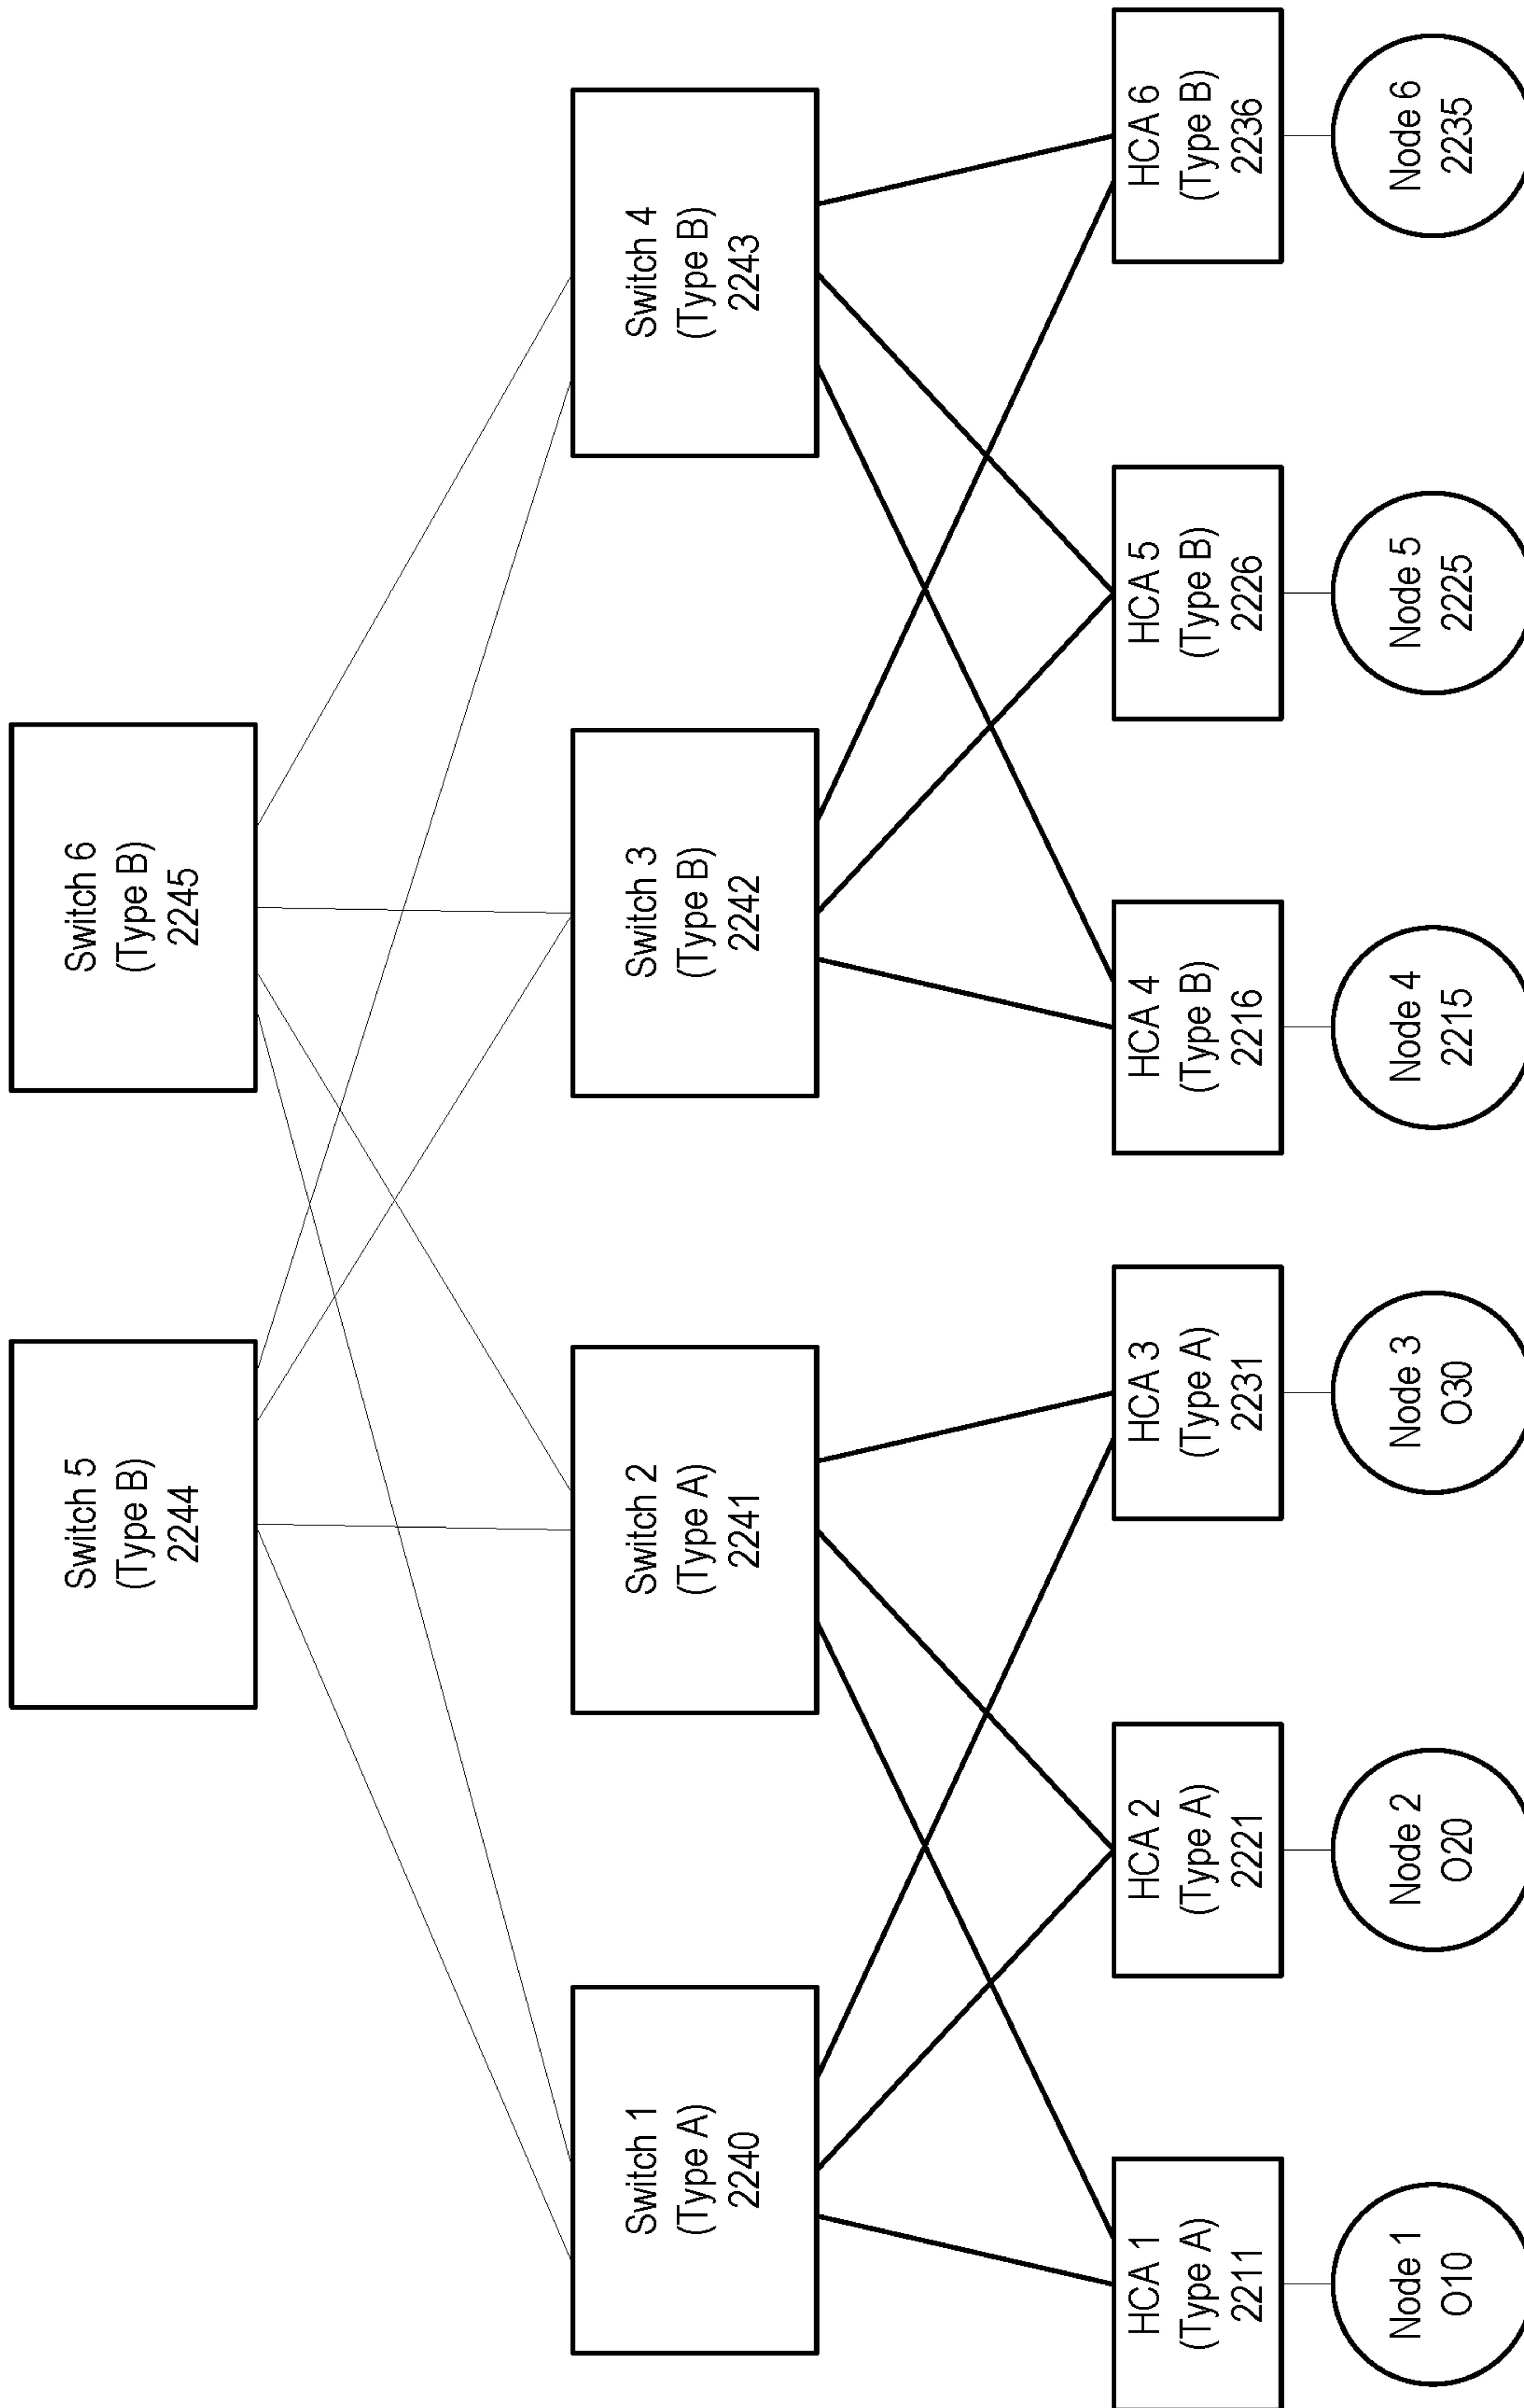 Switch 5
(Type B)
2244
Switch 6
(Type B)
2245
Switch 1
(Type A)
2240
Switch 2
(Type A)
2241
Switch 3
(Type B)
2242
Switch 4
(Type B)
2243
HCA 1
(Type A)
2211
HCA 2
(Type A)
2221
HCA 3
(Type A)
2231
HCA 4
(Type B)
2216
HCA 5
(Type B)
2226
HCA 6
(Type B)
2236
Node 1
O10
Node 2
O20
Node 3
O30
Node 4
2215
Node 5
2225
Node 6
2235